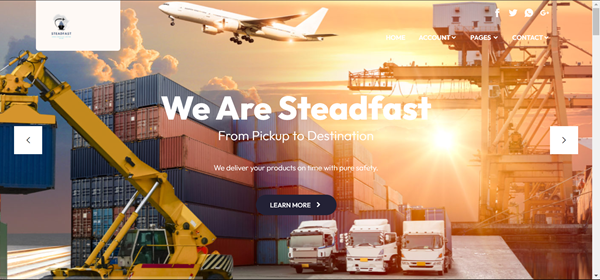 STEADFAST
HOME
ACCOUNT
PAGES
CONTACT
We Are Steadfast
From Pickup to Destination
We deliver your products on time with pure safety.
LEARN MORE